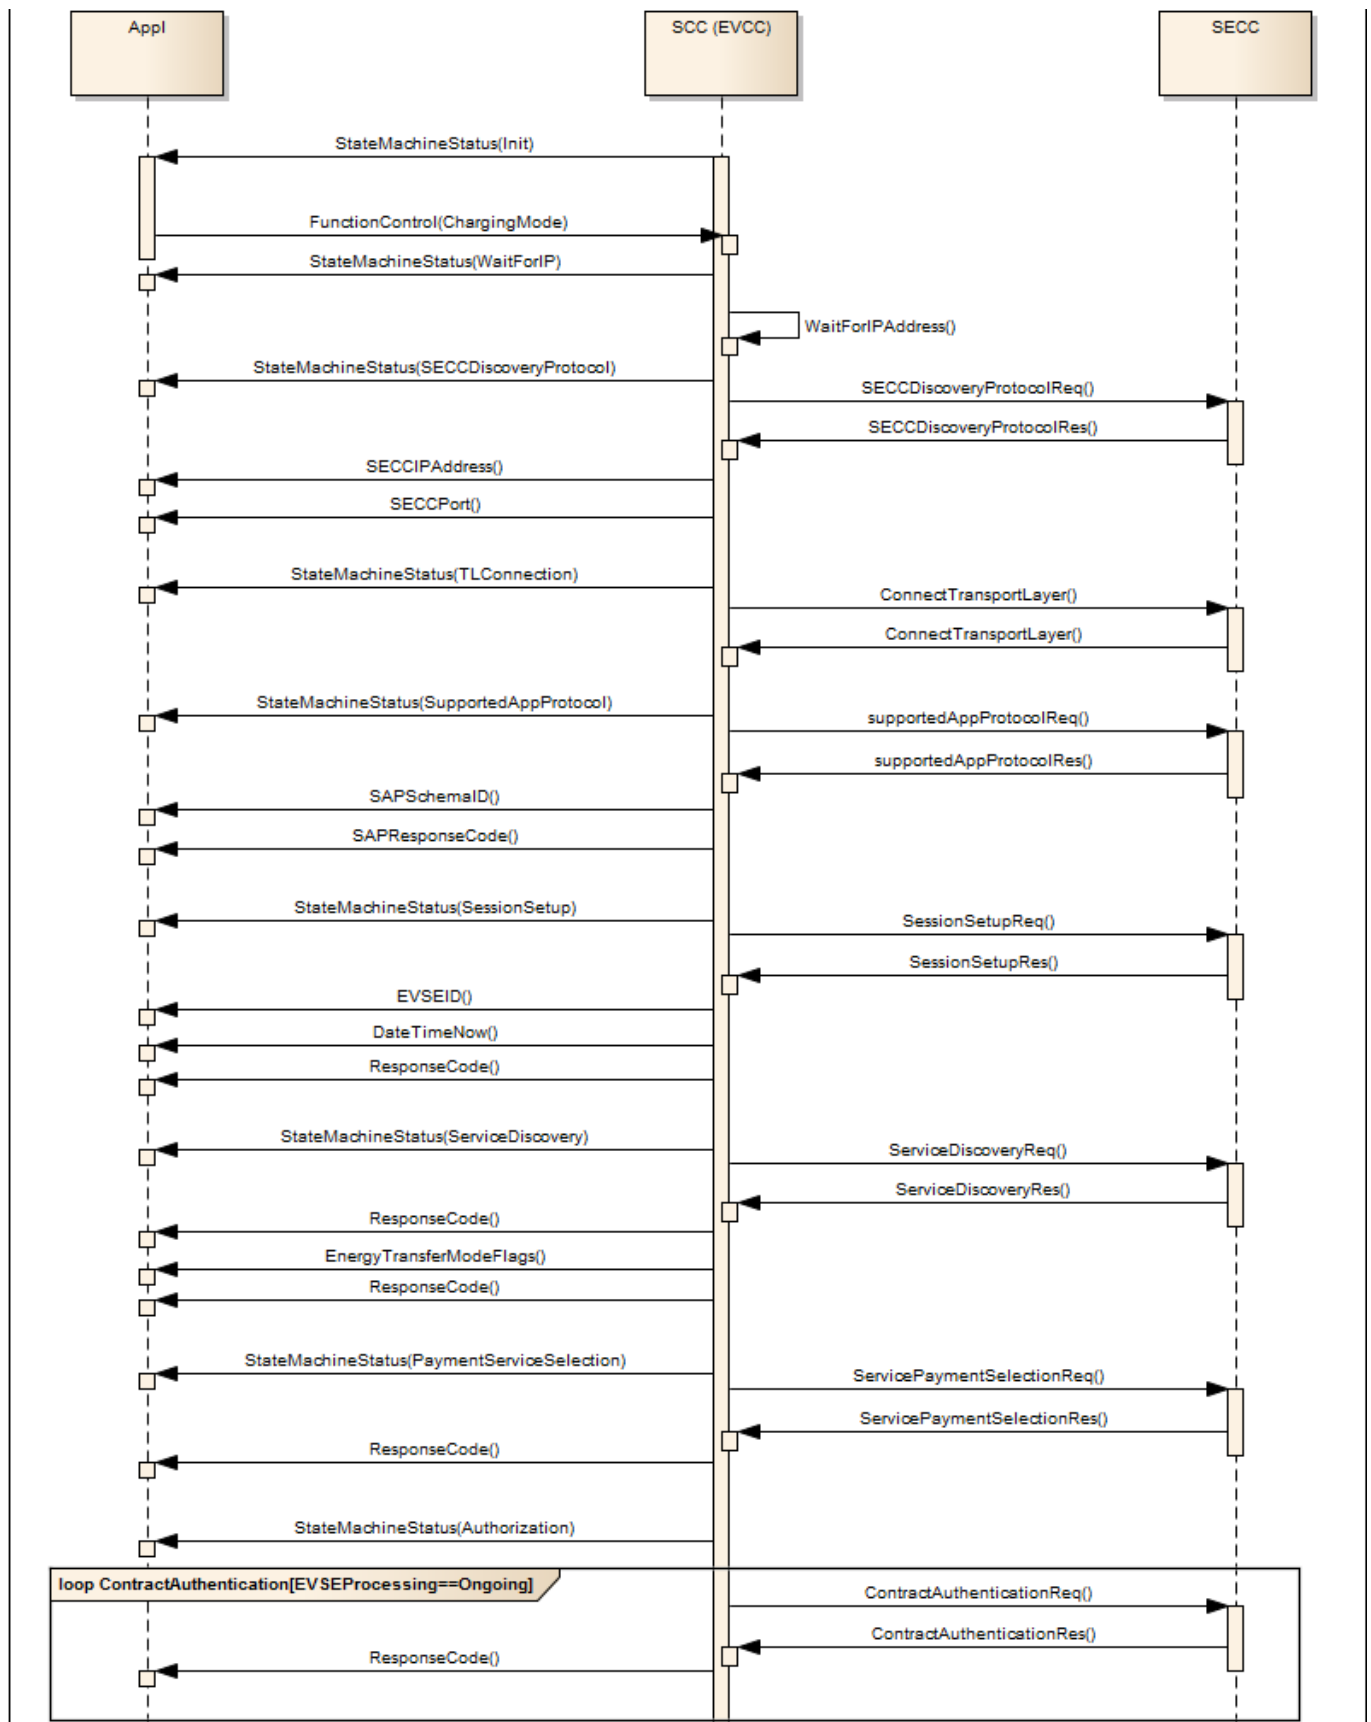 Appl
SCC (EVCC)
SECC
StateMachineStatus(Init)
FunctionControl(ChargingMode)
StateMachineStatus(WaitForIP)
WaitForIPAddress()
StateMachineStatus(SECCDiscoveryProtocol)
SECCDiscoveryProtocolReq()
SECCDiscoveryProtocolRes()
SECCIPAddress()
SECCPort()
StateMachineStatus(TLConnection)
ConnectTransportLayer()
ConnectTransportLayer()
StateMachineStatus(SupportedAppProtocol)
supportedAppProtocolReq()
supportedAppProtocolRes()
SAPSchemaID()
SAPResponseCode()
StateMachineStatus(SessionSetup)
SessionSetupReq()
SessionSetupRes()
EVSEID()
DateTimeNow()
ResponseCode()
StateMachineStatus(ServiceDiscovery)
ServiceDiscoveryReq()
ServiceDiscoveryRes()
ResponseCode()
EnergyTransferModeFlags()
ResponseCode()
StateMachineStatus(PaymentServiceSelection)
ServicePaymentSelectionReq()
ServicePaymentSelectionRes()
ResponseCode()
StateMachineStatus(Authorization)
loop ContractAuthentication[EVSEProcessing==Ongoing]
ContractAuthenticationReq()
ContractAuthenticationRes()
ResponseCode()